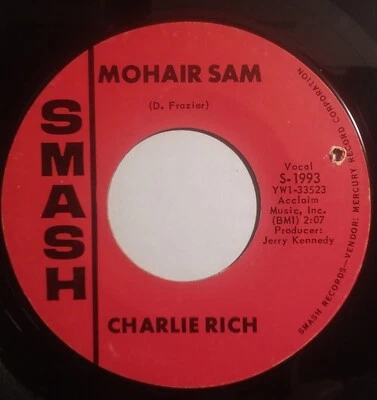 MOHAIR SAM
(D. Frazier)
SMASH
Vocal
S-1993
YW1-33523
Acclaim
Music, Inc.
(BMI) 2:07
Producer:
Jerry Kennedy
CHARLIE RICH
SMASH RECORDS—VENDOR: MERCURY RECORD CORPORATION